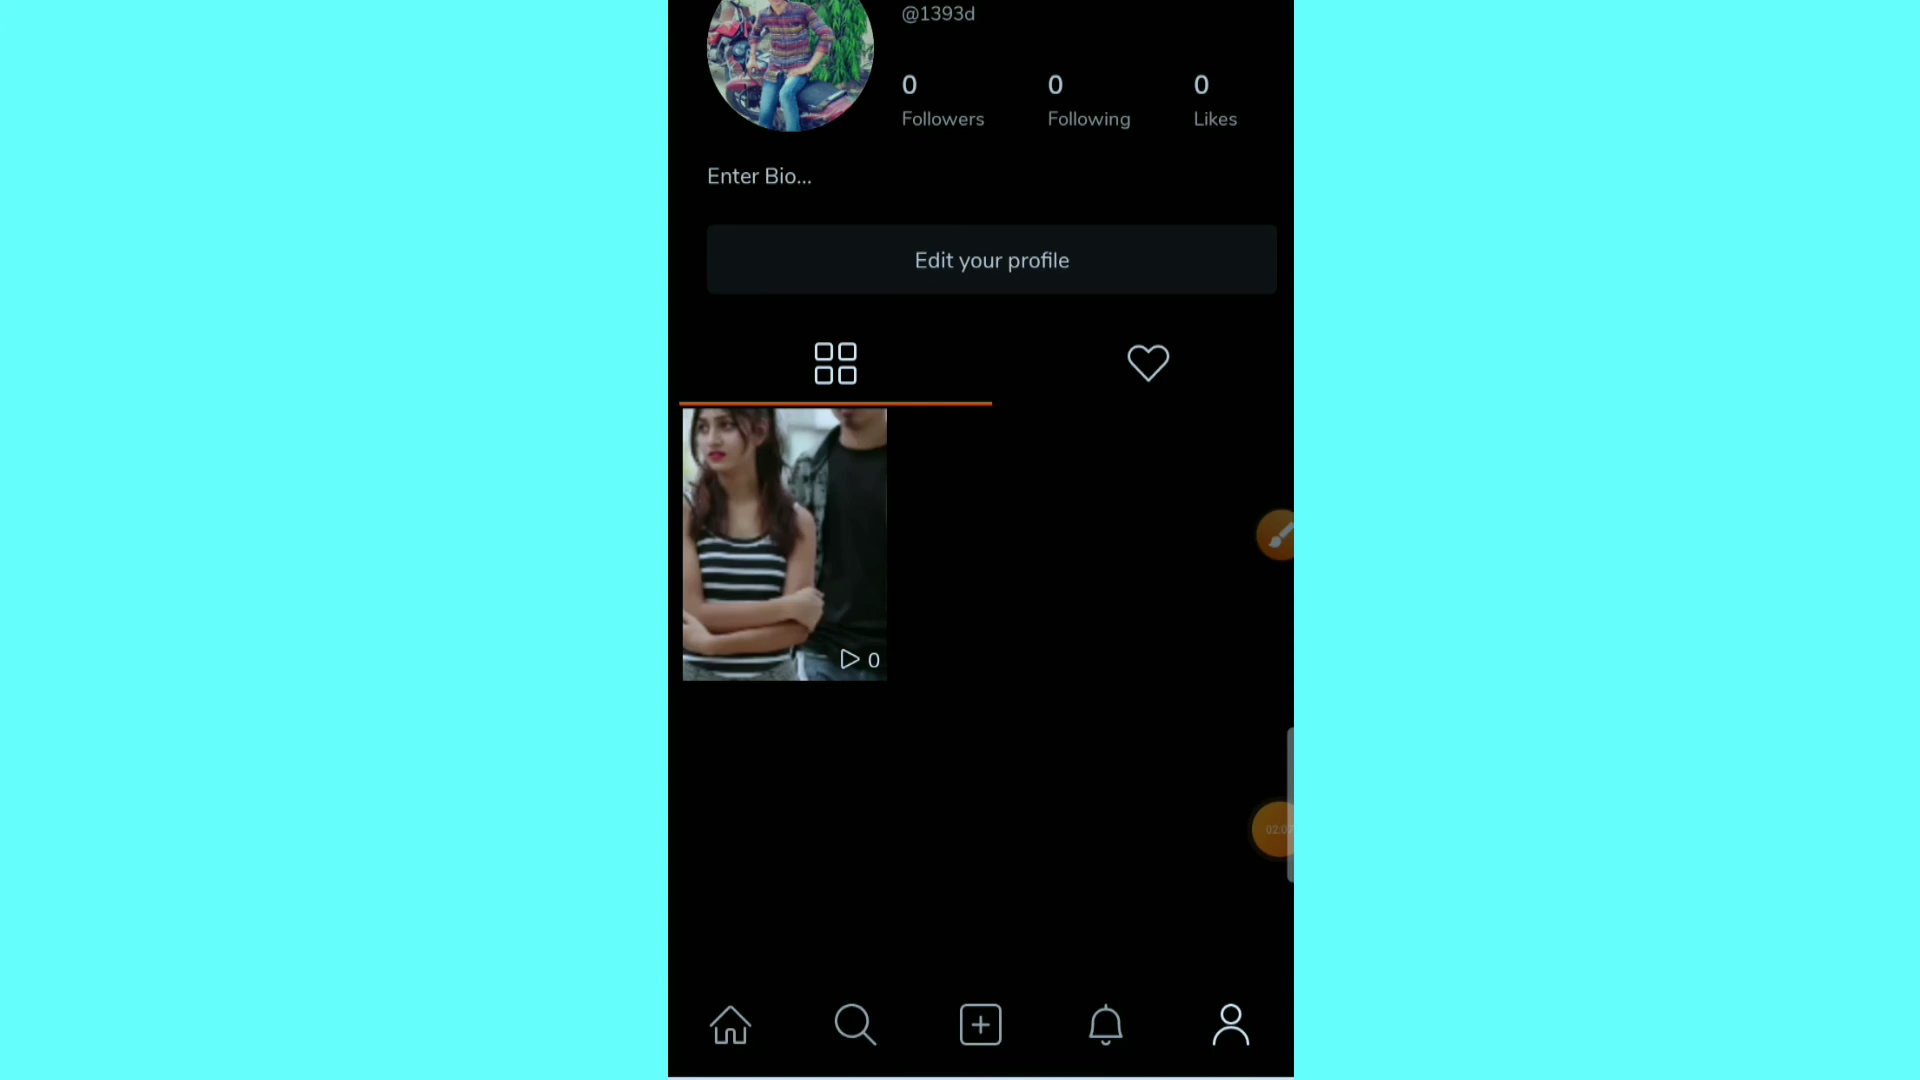 @1393d
0 0 0
Followers Following Likes
Enter Bio...
Edit your profile
0